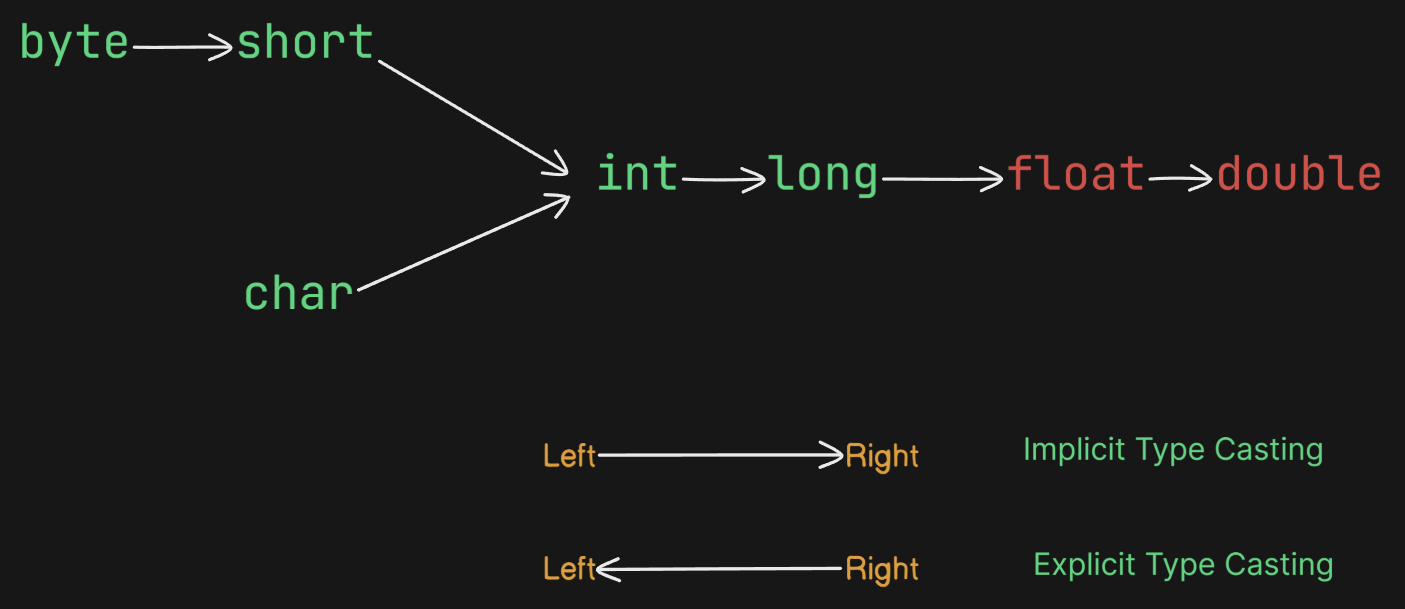 byte short
int long float double
char
Left Right Implicit Type Casting
Left Right Explicit Type Casting